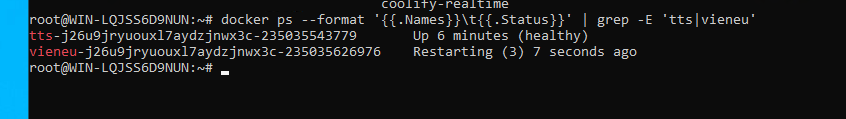 coolify-realtime
root@WIN-LQJSS6D9NUN:~# docker ps --format '{{.Names}}\t{{.Status}}' | grep -E 'tts|vieneu'
tts-j26u9jryuouxl7aydzjnwx3c-235035543779 Up 6 minutes (healthy)
vieneu-j26u9jryuouxl7aydzjnwx3c-235035626976 Restarting (3) 7 seconds ago
root@WIN-LQJSS6D9NUN:~#